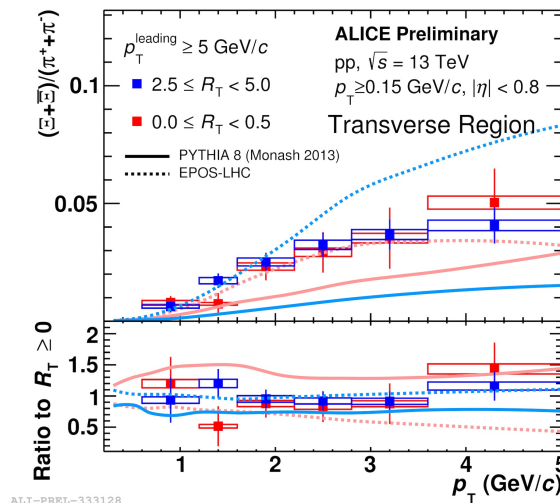 (Ξ+Ξ̅)/(π⁺+π⁻)
0.1
0.05
p_T^leading ≥ 5 GeV/c
2.5 ≤ R_T < 5.0
0.0 ≤ R_T < 0.5
PYTHIA 8 (Monash 2013)
EPOS-LHC
ALICE Preliminary
pp, √s = 13 TeV
p_T≥0.15 GeV/c, |η| < 0.8
Transverse Region
Ratio to R_T ≥ 0
2
1.5
1
0.5
1 2 3 4 5
p_T (GeV/c)
ALI-PREL-333128